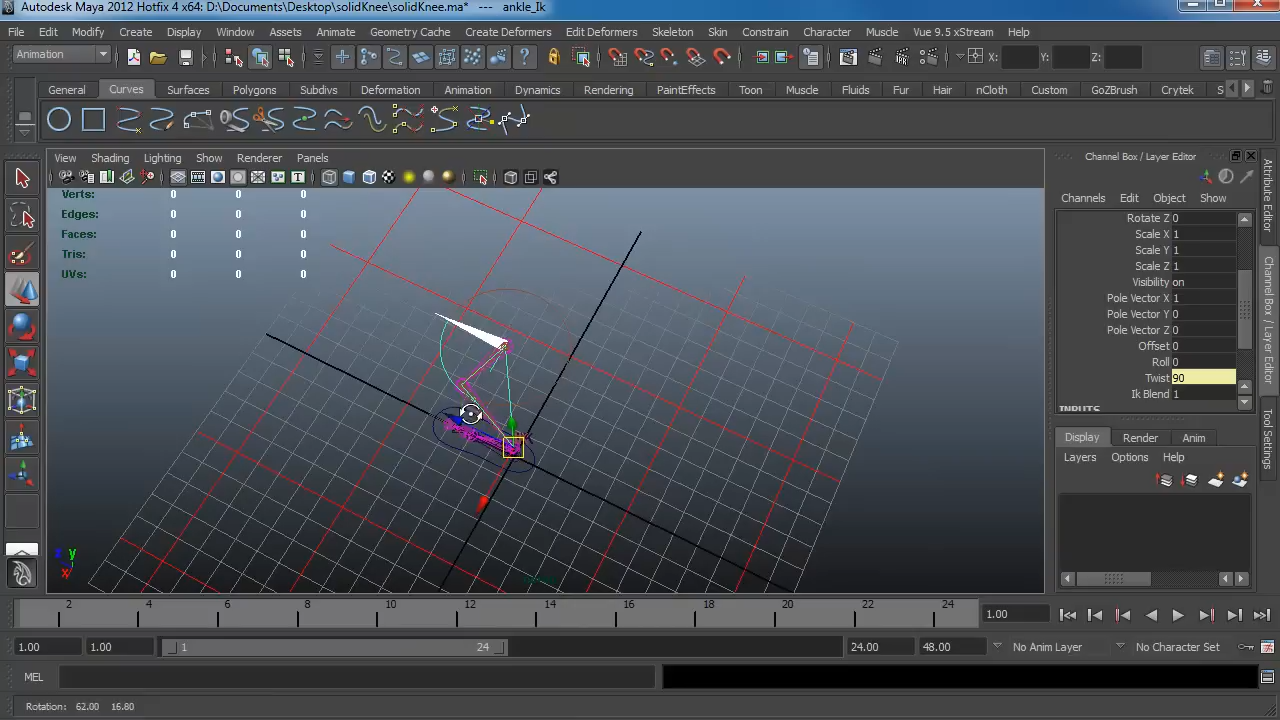 Autodesk Maya 2012 Hotfix 4 x64: D:\Documents\Desktop\solidKnee\solidKnee.ma* --- ankle_Ik
File Edit Modify Create Display Window Assets Animate Geometry Cache Create Deformers Edit Deformers Skeleton Skin Constrain Character Muscle Vue 9.5 xStream Help
Animation X: Y: Z:
General Curves Surfaces Polygons Subdivs Deformation Animation Dynamics Rendering PaintEffects Toon Muscle Fluids Fur Hair nCloth Custom GoZBrush Crytek S
View Shading Lighting Show Renderer Panels
Channel Box / Layer Editor
Channels Edit Object Show
Verts: 0 0 0
Edges: 0 0 0
Faces: 0 0 0
Tris: 0 0 0
UVs: 0 0 0
Rotate Z 0
Scale X 1
Scale Y 1
Scale Z 1
Visibility on
Pole Vector X 1
Pole Vector Y 0
Pole Vector Z 0
Offset 0
Roll 0
Twist 90
Ik Blend 1
INPUTS
Display Render Anim
Layers Options Help
Attribute Editor
Channel Box / Layer Editor
Tool Settings
z y
x
2 4 6 8 10 12 14 16 18 20 22 24 1.00
1.00 1.00 1 24 24.00 48.00 No Anim Layer No Character Set
MEL
Rotation: 62.00 16.80